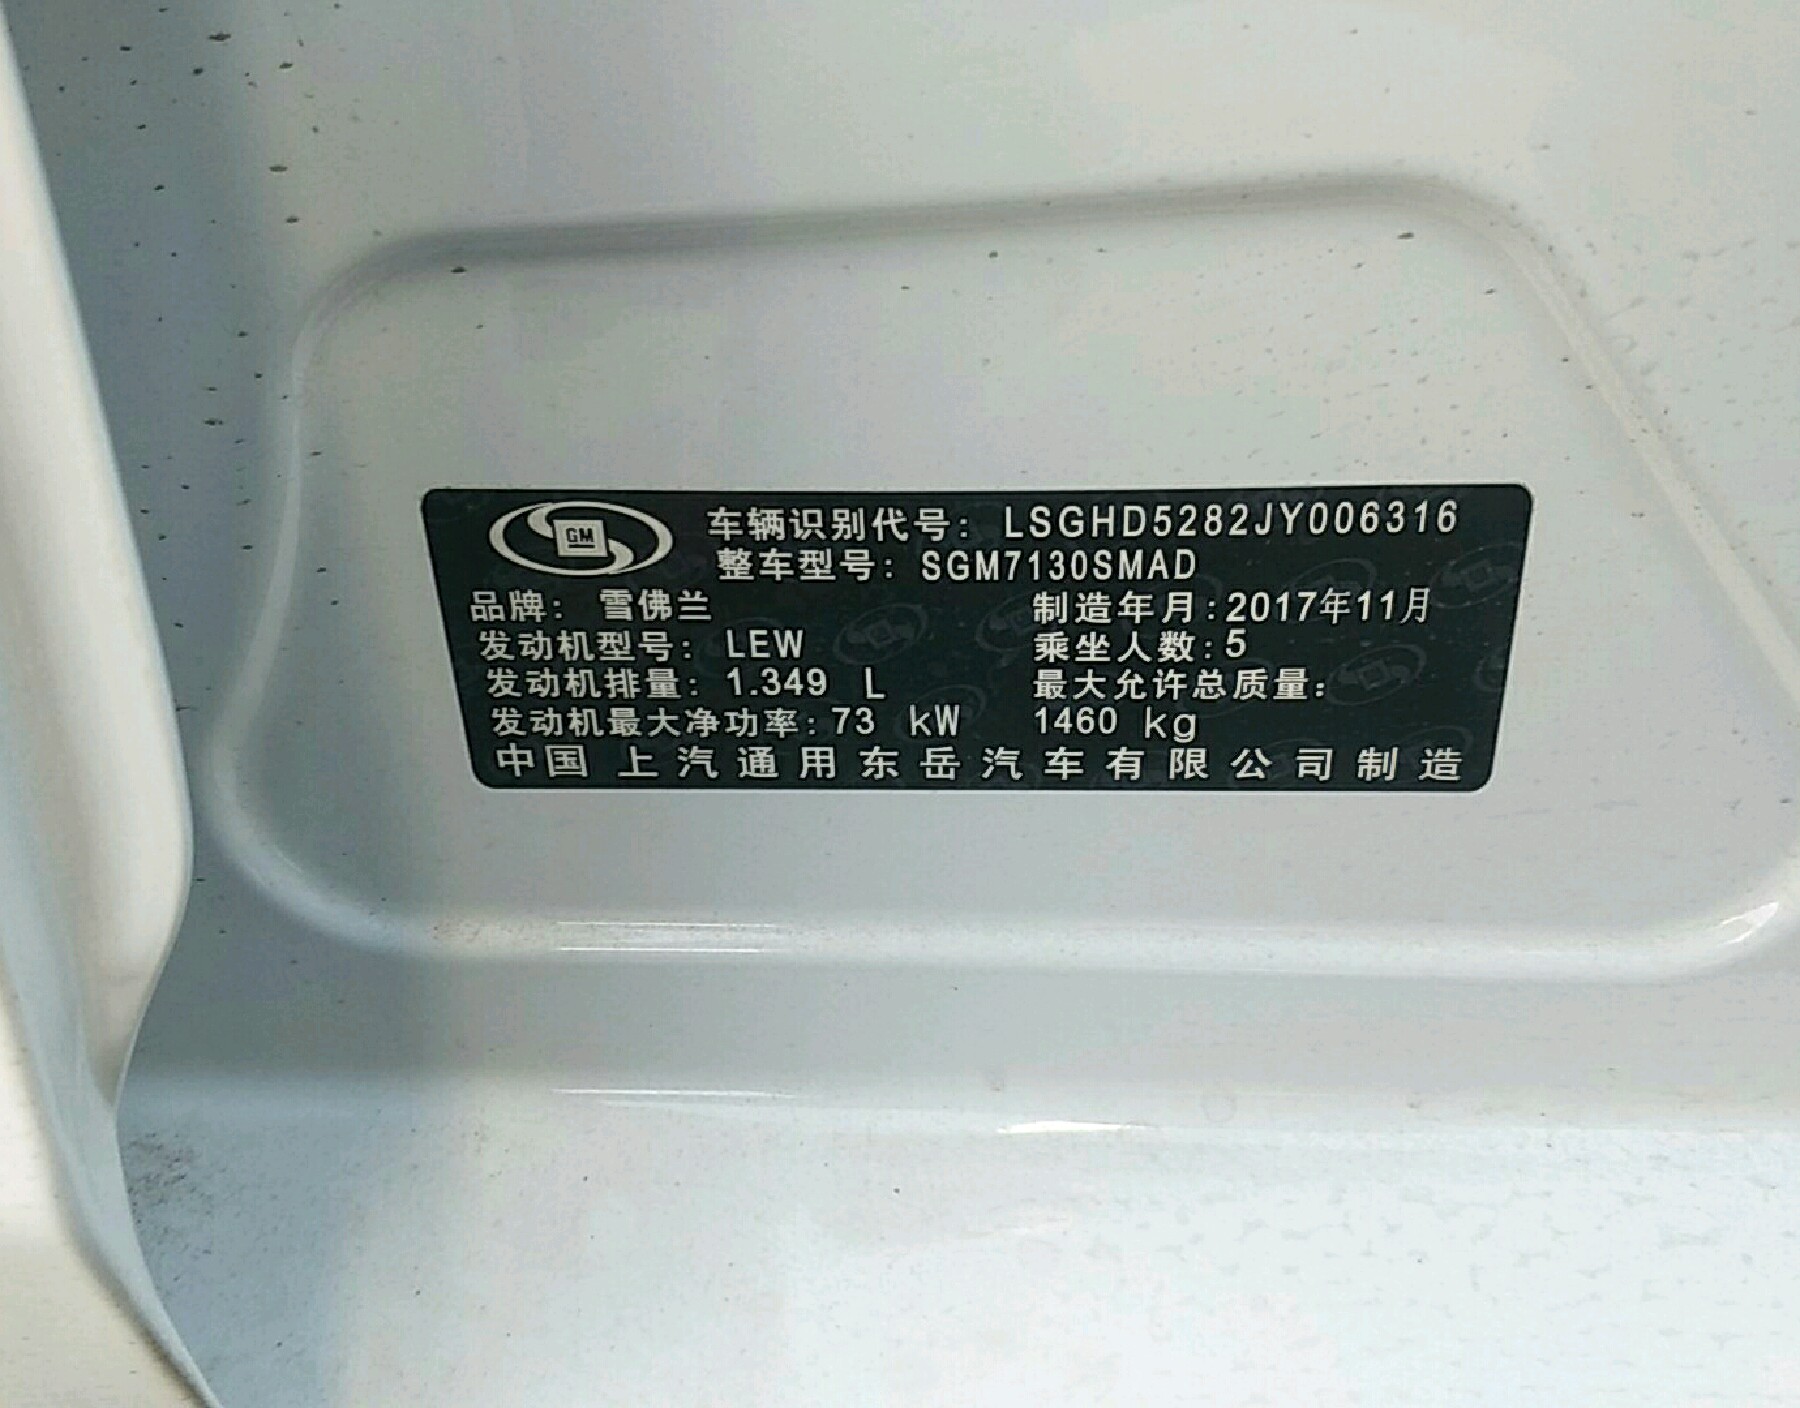 GM
车辆识别代号: LSGHD5282JY006316
整车型号: SGM7130SMAD
品牌: 雪佛兰 制造年月:2017年11月
发动机型号: LEW 乘坐人数:5
发动机排量: 1.349 L 最大允许总质量:
发动机最大净功率:73 kW 1460 kg
中国 上汽通用东岳汽车有限公司制造